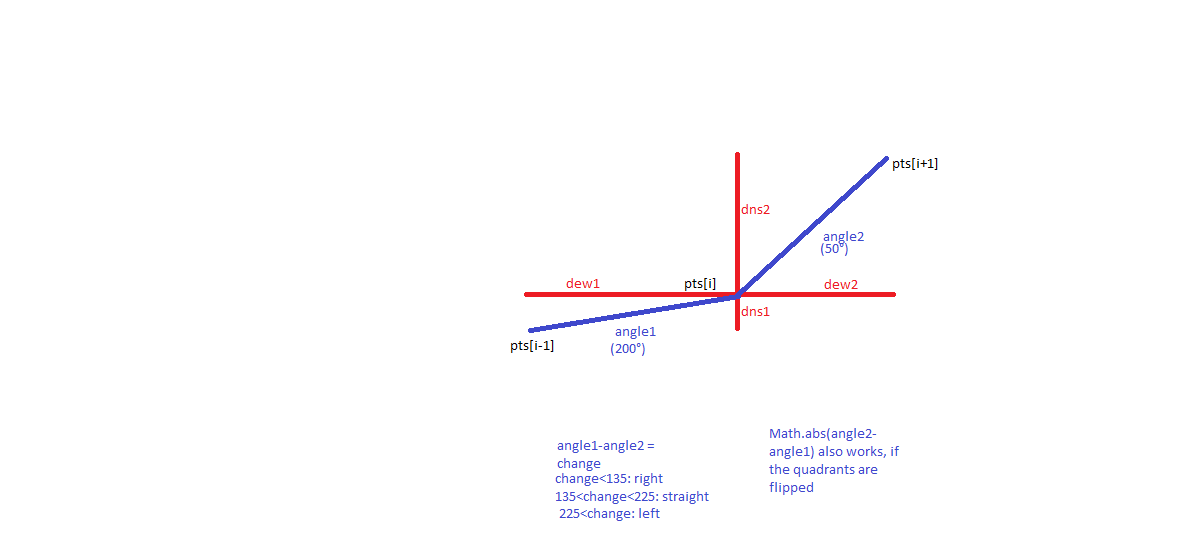 pts[i+1]
dns2
angle2
(50°)
dew1
pts[i]
dew2
dns1
angle1
(200°)
pts[i-1]
Math.abs(angle2-
angle1) also works, if
the quadrants are
flipped
angle1-angle2 =
change
change<135: right
135<change<225: straight
225<change: left